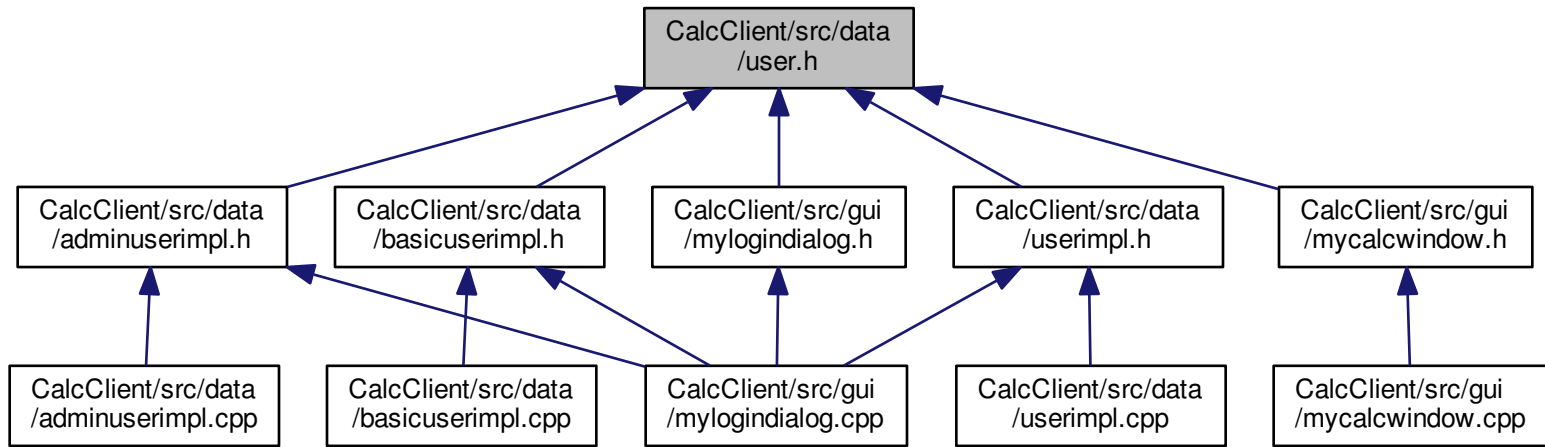 CalcClient/src/data
/user.h
CalcClient/src/data
/adminuserimpl.h
CalcClient/src/data
/basicuserimpl.h
CalcClient/src/gui
/mylogindialog.h
CalcClient/src/data
/userimpl.h
CalcClient/src/gui
/mycalcwindow.h
CalcClient/src/data
/adminuserimpl.cpp
CalcClient/src/data
/basicuserimpl.cpp
CalcClient/src/gui
/mylogindialog.cpp
CalcClient/src/data
/userimpl.cpp
CalcClient/src/gui
/mycalcwindow.cpp